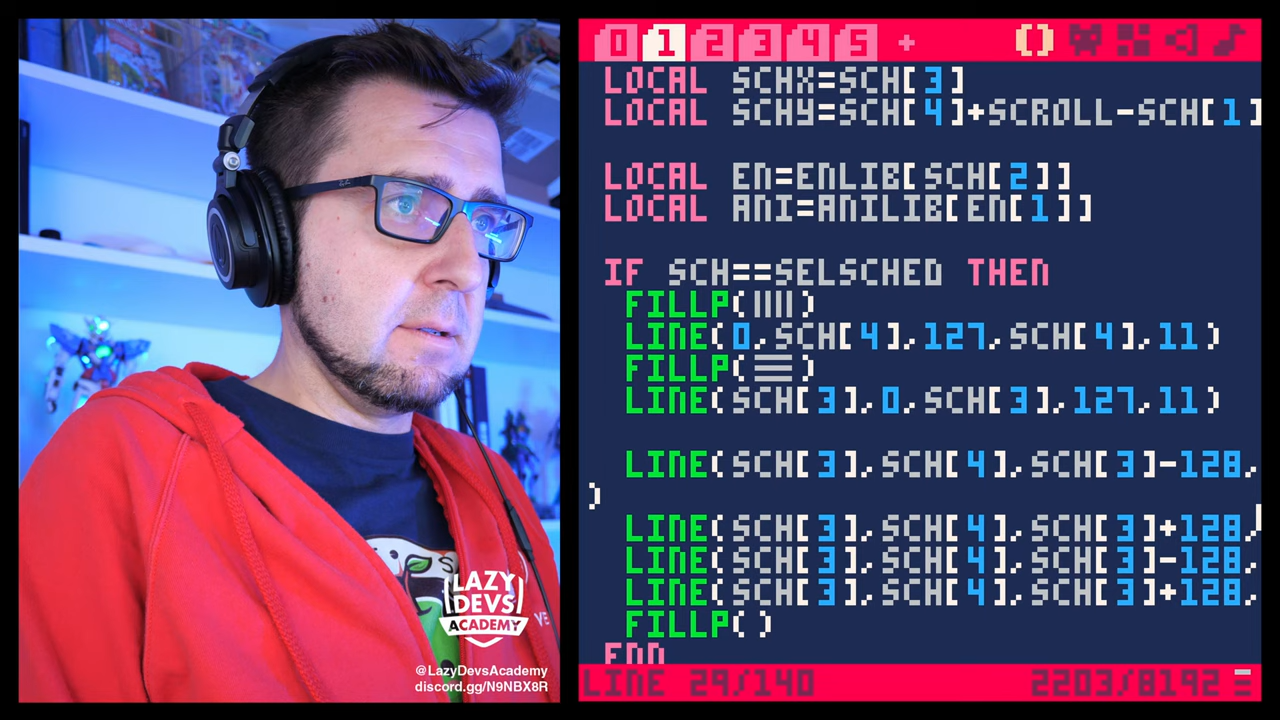 LAZY
DEVS
ACADEMY
VE
@LazyDevsAcademy
discord.gg/N9NBX8R
0 1 2 3 4 5 +
LOCAL SCHX=SCH[3]
LOCAL SCHY=SCH[4]+SCROLL-SCH[1]
LOCAL EN=ENLIB[SCH[2]]
LOCAL ANI=ANILIB[EN[1]]
IF SCH==SELSCHED THEN
FILLP(||||)
LINE(0,SCH[4],127,SCH[4],11)
FILLP(☰)
LINE(SCH[3],0,SCH[3],127,11)
LINE(SCH[3],SCH[4],SCH[3]-128,
)
LINE(SCH[3],SCH[4],SCH[3]+128,
LINE(SCH[3],SCH[4],SCH[3]-128,
LINE(SCH[3],SCH[4],SCH[3]+128,
FILLP()
END
LINE 29/140
2203/8192